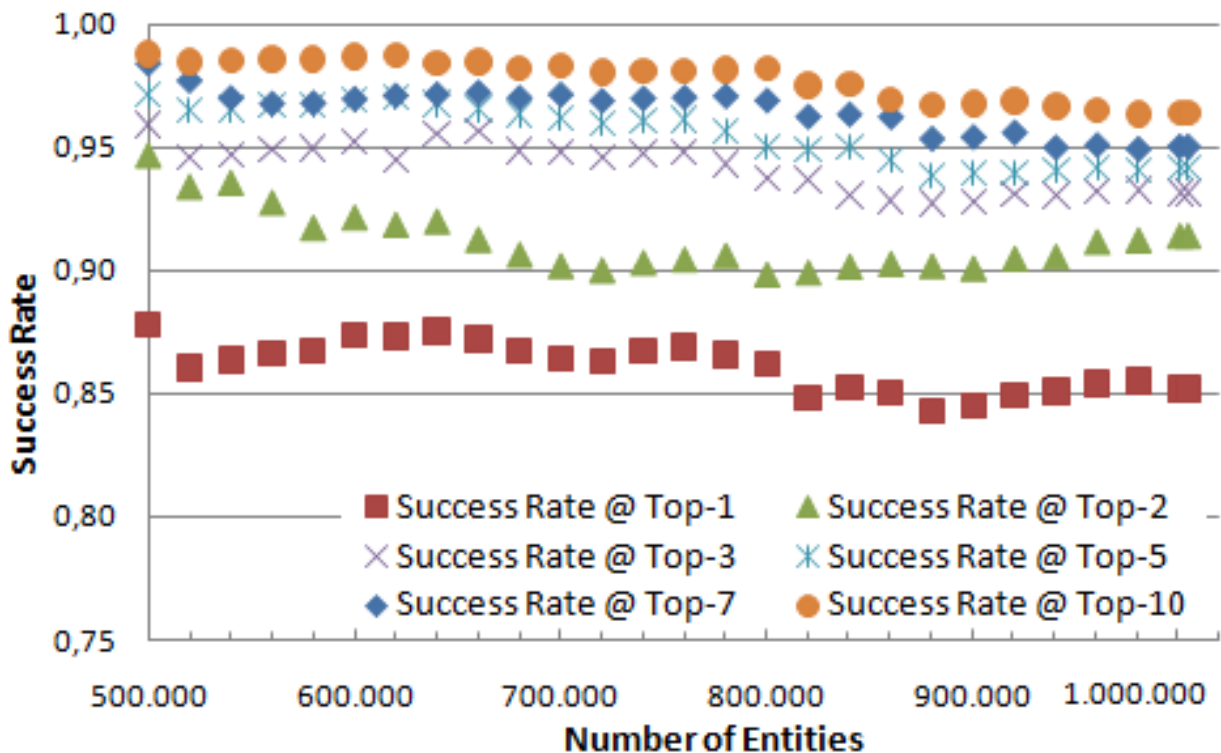 1,00
0,95
0,90
0,85
0,80
0,75
Success Rate
Success Rate @ Top-1 Success Rate @ Top-2
Success Rate @ Top-3 Success Rate @ Top-5
Success Rate @ Top-7 Success Rate @ Top-10
500.000 600.000 700.000 800.000 900.000 1.000.000
Number of Entities